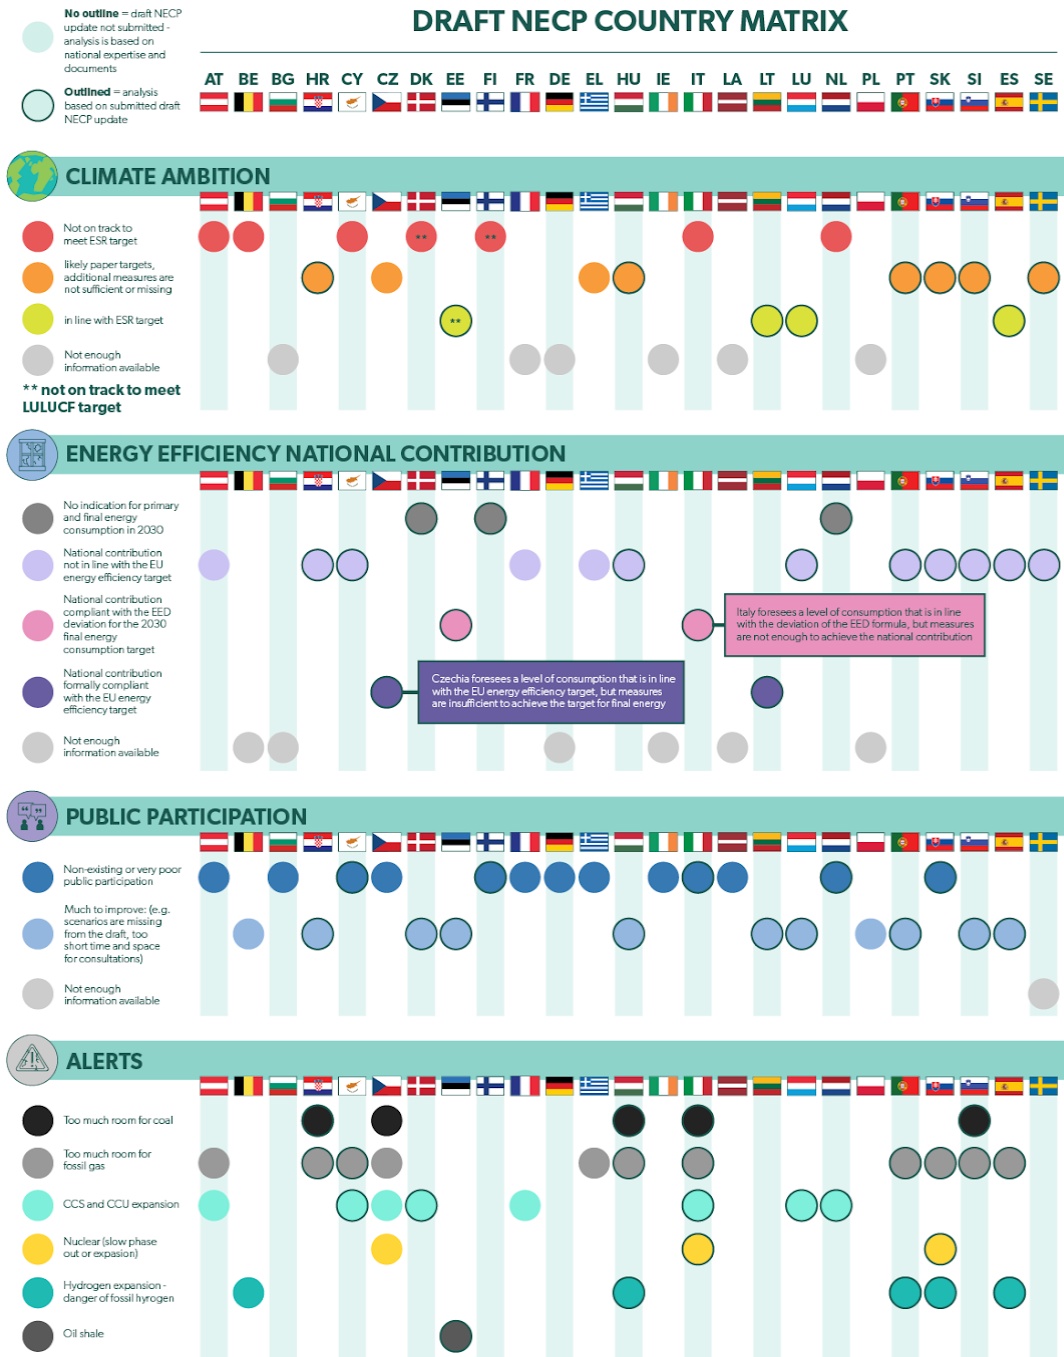 No outline = draft NECP
update not submitted -
analysis is based on
national expertise and
documents
Outlined = analysis
based on submitted draft
NECP update
DRAFT NECP COUNTRY MATRIX
AT BE BG HR CY CZ DK EE FI FR DE EL HU IE IT LA LT LU NL PL PT SK SI ES SE
CLIMATE AMBITION
Not on track to
meet ESR target
** **
likely paper targets,
additional measures are
not sufficient or missing
in line with ESR target
**
Not enough
information available
** not on track to meet
LULUCF target
ENERGY EFFICIENCY NATIONAL CONTRIBUTION
No indication for primary
and final energy
consumption in 2030
National contribution
not in line with the EU
energy efficiency target
National contribution
compliant with the EED
deviation for the 2030
final energy
consumption target
Italy foresees a level of consumption that is in line
with the deviation of the EED formula, but measures
are not enough to achieve the national contribution
National contribution
formally compliant
with the EU energy
efficiency target
Czechia foresees a level of consumption that is in line
with the EU energy efficiency target, but measures
are insufficient to achieve the target for final energy
Not enough
information available
PUBLIC PARTICIPATION
Non-existing or very poor
public participation
Much to improve: (e.g.
scenarios are missing
from the draft, too
short time and space
for consultations)
Not enough
information available
ALERTS
Too much room for coal
Too much room for
fossil gas
CCS and CCU expansion
Nuclear (slow phase
out or expasion)
Hydrogen expansion -
danger of fossil hyrogen
Oil shale